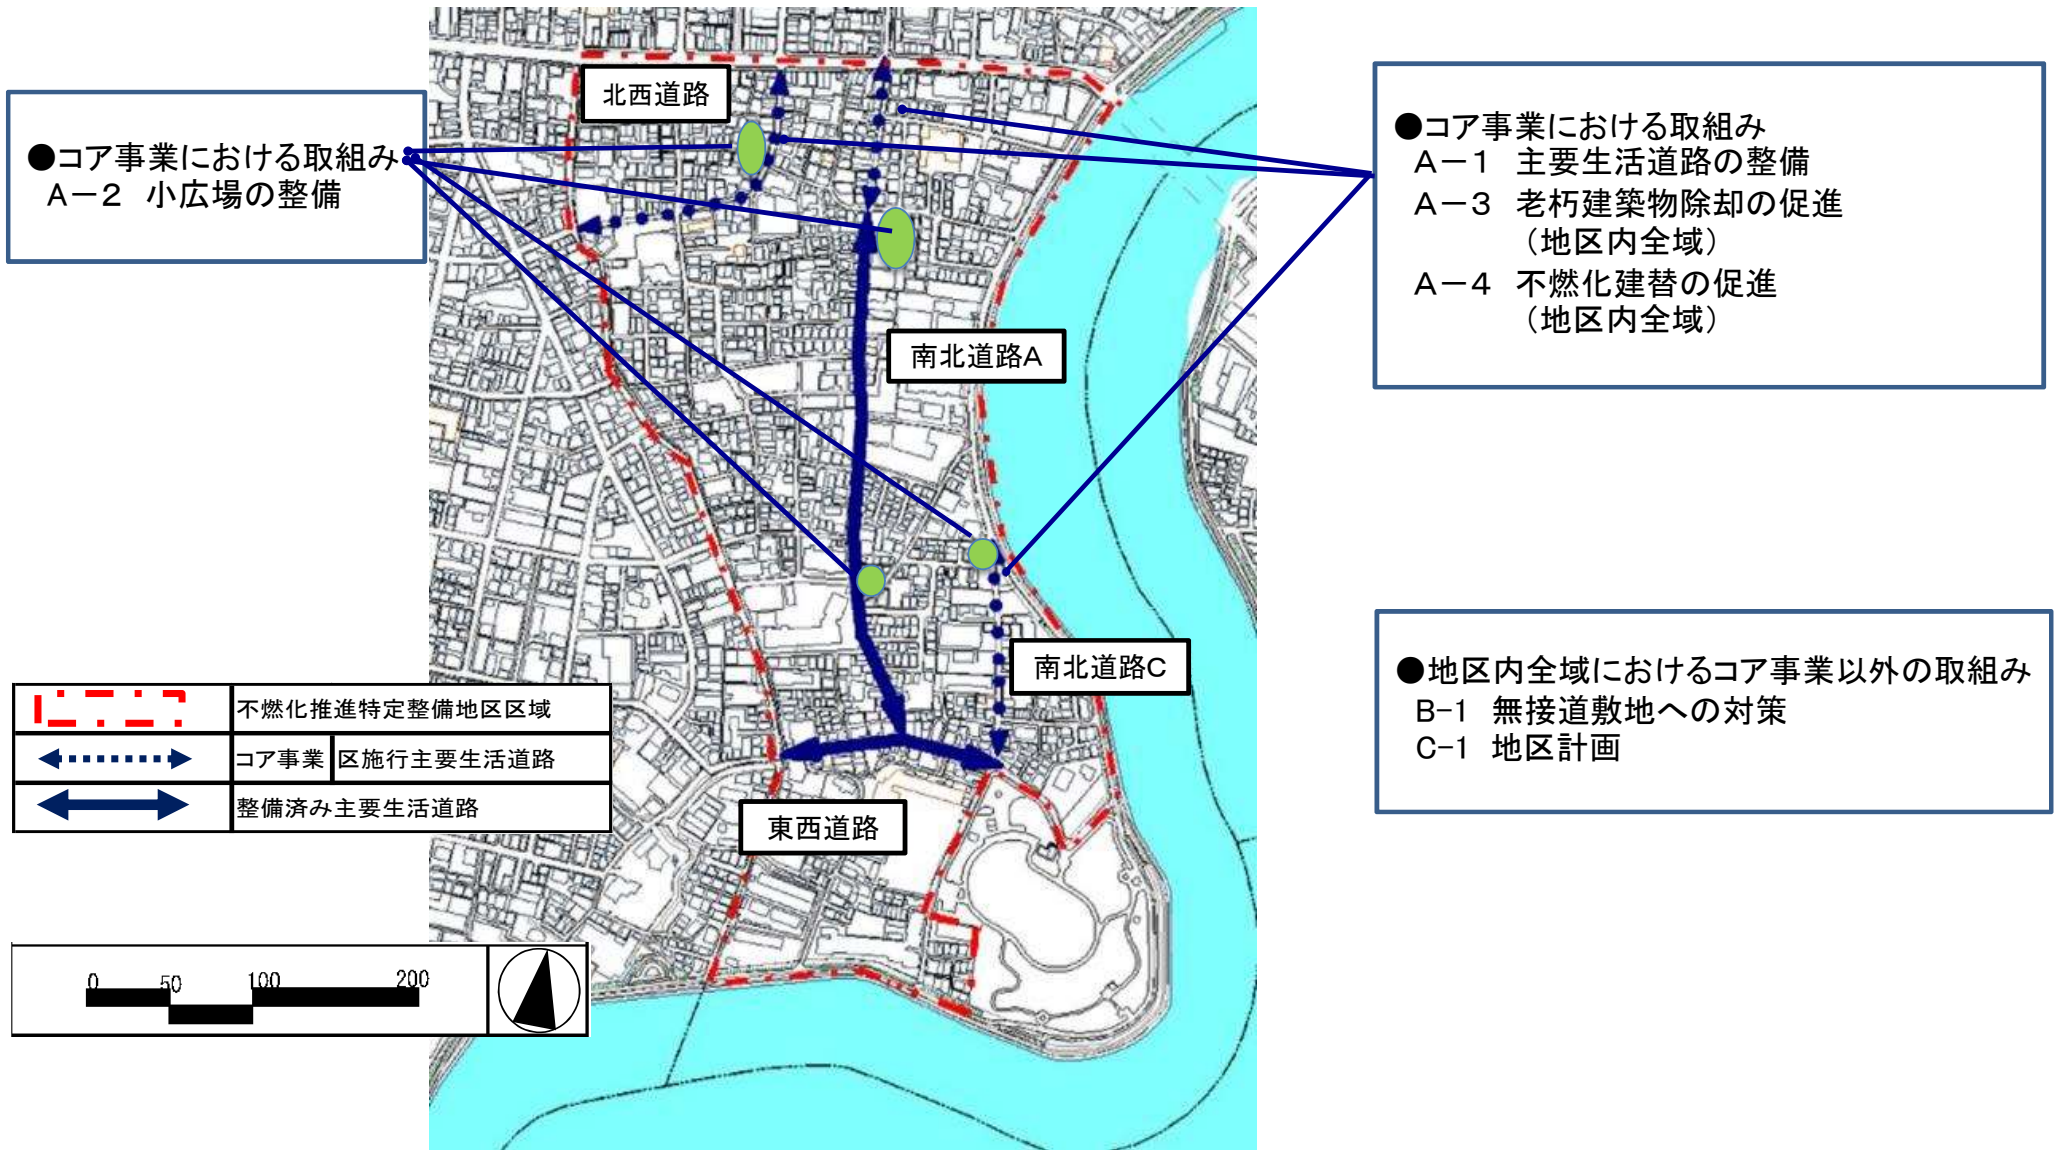 ●コア事業における取組み
A－2　小広場の整備
北西道路
南北道路A
南北道路C
東西道路
●コア事業における取組み
A－1　主要生活道路の整備
A－3　老朽建築物除却の促進
（地区内全域）
A－4　不燃化建替の促進
（地区内全域）
●地区内全域におけるコア事業以外の取組み
B-1　無接道敷地への対策
C-1　地区計画
不燃化推進特定整備地区区域
コア事業　区施行主要生活道路
整備済み主要生活道路
0　50　100　200